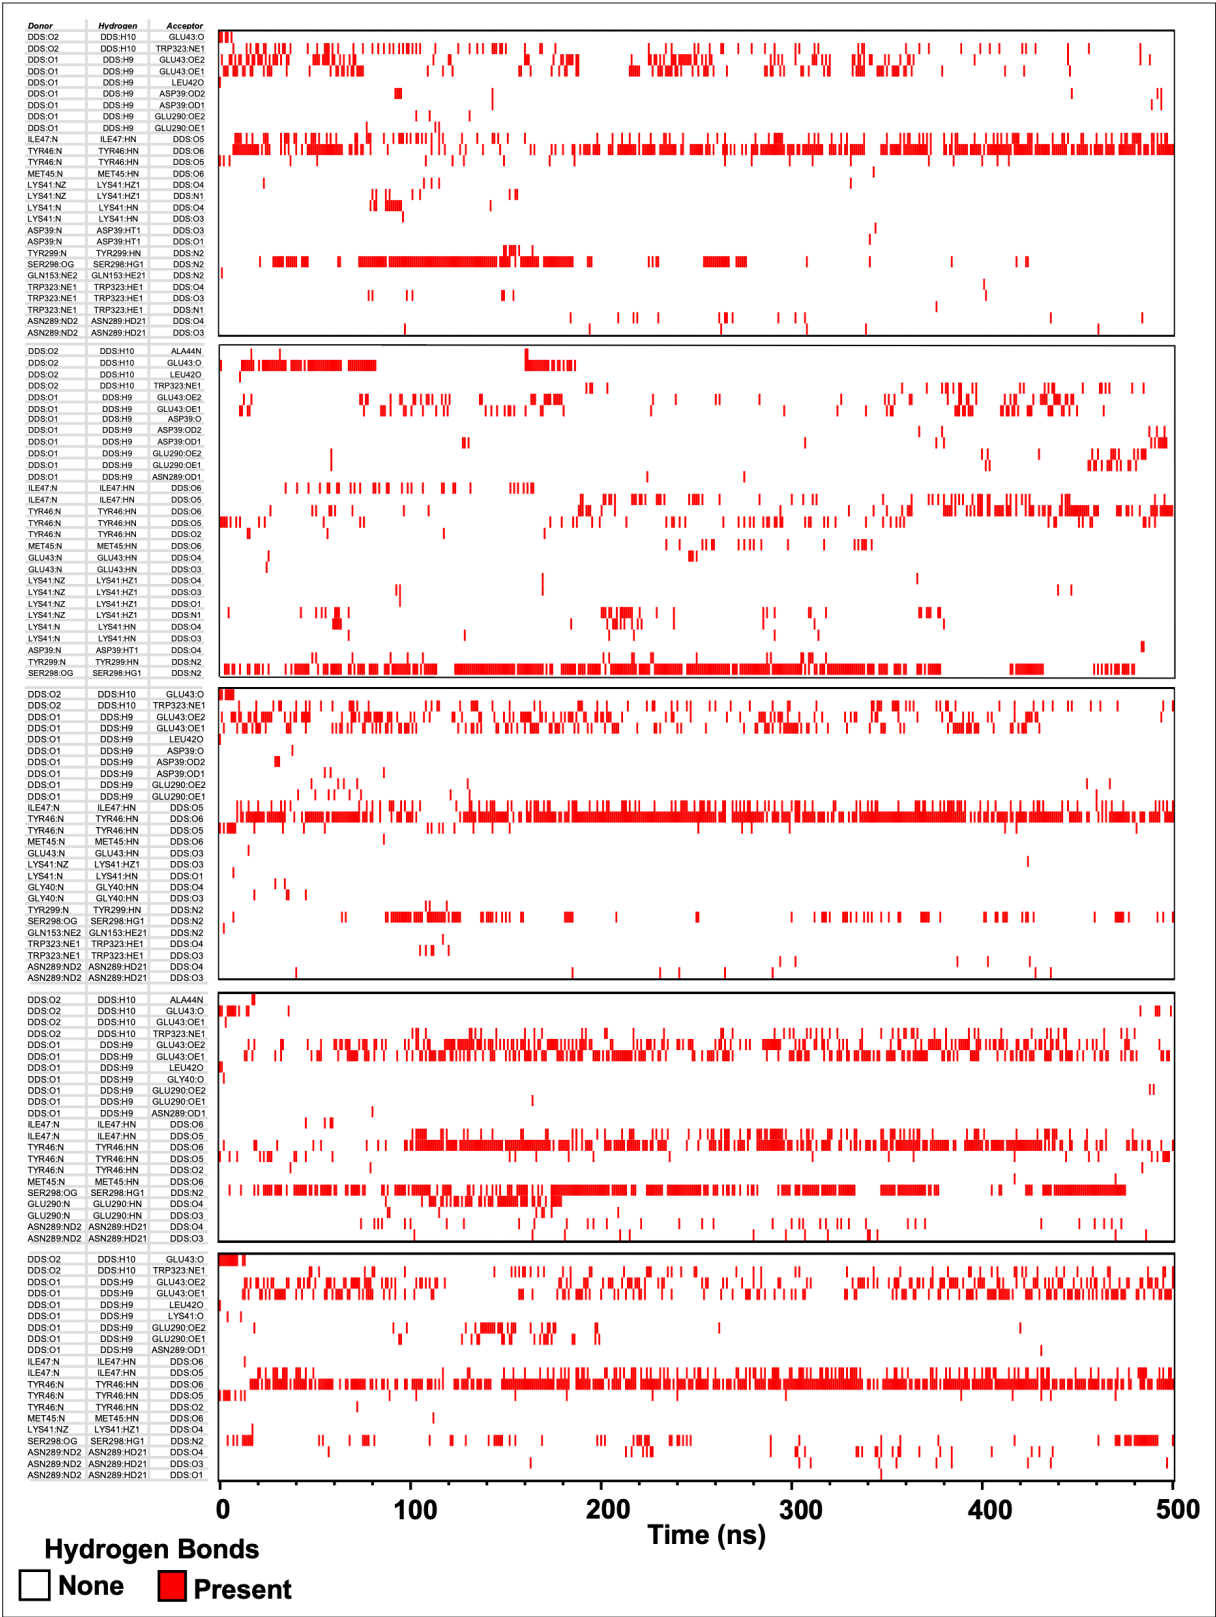 Donor Hydrogen Acceptor
DDS:O2 DDS:H10 GLU43:O
DDS:O2 DDS:H10 TRP323:NE1
DDS:O1 DDS:H9 GLU43:OE2
DDS:O1 DDS:H9 GLU43:OE1
DDS:O1 DDS:H9 LEU42O
DDS:O1 DDS:H9 ASP39:OD2
DDS:O1 DDS:H9 ASP39:OD1
DDS:O1 DDS:H9 GLU290:OE2
DDS:O1 DDS:H9 GLU290:OE1
ILE47:N ILE47:HN DDS:O5
TYR46:N TYR46:HN DDS:O6
TYR46:N TYR46:HN DDS:O5
MET45:N MET45:HN DDS:O6
LYS41:NZ LYS41:HZ1 DDS:O4
LYS41:NZ LYS41:HZ1 DDS:N1
LYS41:N LYS41:HN DDS:O4
LYS41:N LYS41:HN DDS:O3
ASP39:N ASP39:HT1 DDS:O3
ASP39:N ASP39:HT1 DDS:O1
TYR299:N TYR299:HN DDS:N2
SER298:OG SER298:HG1 DDS:N2
GLN153:NE2 GLN153:HE21 DDS:N2
TRP323:NE1 TRP323:HE1 DDS:O4
TRP323:NE1 TRP323:HE1 DDS:O3
TRP323:NE1 TRP323:HE1 DDS:N1
ASN289:ND2 ASN289:HD21 DDS:O4
ASN289:ND2 ASN289:HD21 DDS:O3
DDS:O2 DDS:H10 ALA44N
DDS:O2 DDS:H10 GLU43:O
DDS:O2 DDS:H10 LEU42O
DDS:O2 DDS:H10 TRP323:NE1
DDS:O1 DDS:H9 GLU43:OE2
DDS:O1 DDS:H9 GLU43:OE1
DDS:O1 DDS:H9 ASP39:O
DDS:O1 DDS:H9 ASP39:OD2
DDS:O1 DDS:H9 ASP39:OD1
DDS:O1 DDS:H9 GLU290:OE2
DDS:O1 DDS:H9 GLU290:OE1
DDS:O1 DDS:H9 ASN289:OD1
ILE47:N ILE47:HN DDS:O6
ILE47:N ILE47:HN DDS:O5
TYR46:N TYR46:HN DDS:O6
TYR46:N TYR46:HN DDS:O5
TYR46:N TYR46:HN DDS:O2
MET45:N MET45:HN DDS:O6
GLU43:N GLU43:HN DDS:O4
GLU43:N GLU43:HN DDS:O3
LYS41:NZ LYS41:HZ1 DDS:O4
LYS41:NZ LYS41:HZ1 DDS:O3
LYS41:NZ LYS41:HZ1 DDS:O1
LYS41:NZ LYS41:HZ1 DDS:N1
LYS41:N LYS41:HN DDS:O4
LYS41:N LYS41:HN DDS:O3
ASP39:N ASP39:HT1 DDS:O4
TYR299:N TYR299:HN DDS:N2
SER298:OG SER298:HG1 DDS:N2
DDS:O2 DDS:H10 GLU43:O
DDS:O2 DDS:H10 TRP323:NE1
DDS:O1 DDS:H9 GLU43:OE2
DDS:O1 DDS:H9 GLU43:OE1
DDS:O1 DDS:H9 LEU42O
DDS:O1 DDS:H9 ASP39:O
DDS:O1 DDS:H9 ASP39:OD2
DDS:O1 DDS:H9 ASP39:OD1
DDS:O1 DDS:H9 GLU290:OE2
DDS:O1 DDS:H9 GLU290:OE1
ILE47:N ILE47:HN DDS:O5
TYR46:N TYR46:HN DDS:O6
TYR46:N TYR46:HN DDS:O5
MET45:N MET45:HN DDS:O6
GLU43:N GLU43:HN DDS:O3
LYS41:NZ LYS41:HZ1 DDS:O3
LYS41:N LYS41:HN DDS:O1
GLY40:N GLY40:HN DDS:O4
GLY40:N GLY40:HN DDS:O3
TYR299:N TYR299:HN DDS:N2
SER298:OG SER298:HG1 DDS:N2
GLN153:NE2 GLN153:HE21 DDS:N2
TRP323:NE1 TRP323:HE1 DDS:O4
TRP323:NE1 TRP323:HE1 DDS:O3
ASN289:ND2 ASN289:HD21 DDS:O4
ASN289:ND2 ASN289:HD21 DDS:O3
DDS:O2 DDS:H10 ALA44N
DDS:O2 DDS:H10 GLU43:O
DDS:O2 DDS:H10 GLU43:OE1
DDS:O2 DDS:H10 TRP323:NE1
DDS:O1 DDS:H9 GLU43:OE2
DDS:O1 DDS:H9 GLU43:OE1
DDS:O1 DDS:H9 LEU42O
DDS:O1 DDS:H9 GLY40:O
DDS:O1 DDS:H9 GLU290:OE2
DDS:O1 DDS:H9 GLU290:OE1
DDS:O1 DDS:H9 ASN289:OD1
ILE47:N ILE47:HN DDS:O6
ILE47:N ILE47:HN DDS:O5
TYR46:N TYR46:HN DDS:O6
TYR46:N TYR46:HN DDS:O5
TYR46:N TYR46:HN DDS:O2
MET45:N MET45:HN DDS:O6
SER298:OG SER298:HG1 DDS:N2
GLU290:N GLU290:HN DDS:O4
GLU290:N GLU290:HN DDS:O3
ASN289:ND2 ASN289:HD21 DDS:O4
ASN289:ND2 ASN289:HD21 DDS:O3
DDS:O2 DDS:H10 GLU43:O
DDS:O2 DDS:H10 TRP323:NE1
DDS:O1 DDS:H9 GLU43:OE2
DDS:O1 DDS:H9 GLU43:OE1
DDS:O1 DDS:H9 LEU42O
DDS:O1 DDS:H9 LYS41:O
DDS:O1 DDS:H9 GLU290:OE2
DDS:O1 DDS:H9 GLU290:OE1
DDS:O1 DDS:H9 ASN289:OD1
ILE47:N ILE47:HN DDS:O6
ILE47:N ILE47:HN DDS:O5
TYR46:N TYR46:HN DDS:O6
TYR46:N TYR46:HN DDS:O5
TYR46:N TYR46:HN DDS:O2
MET45:N MET45:HN DDS:O6
LYS41:NZ LYS41:HZ1 DDS:O4
SER298:OG SER298:HG1 DDS:N2
ASN289:ND2 ASN289:HD21 DDS:O4
ASN289:ND2 ASN289:HD21 DDS:O3
ASN289:ND2 ASN289:HD21 DDS:O1
0 100 200 300 400 500
Time (ns)
Hydrogen Bonds
None Present